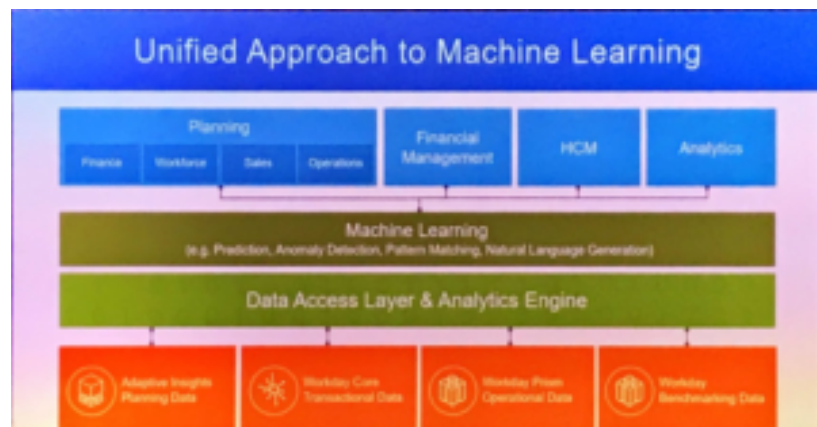 Unified Approach to Machine Learning
Planning
Finance
Workforce
Sales
Operations
Financial
Management
HCM
Analytics
Machine Learning
(e.g. Prediction, Anomaly Detection, Pattern Matching, Natural Language Generation)
Data Access Layer & Analytics Engine
Adaptive Insights
Planning Data
Workday Core
Transactional Data
Workday Prism
Operational Data
Workday
Benchmarking Data